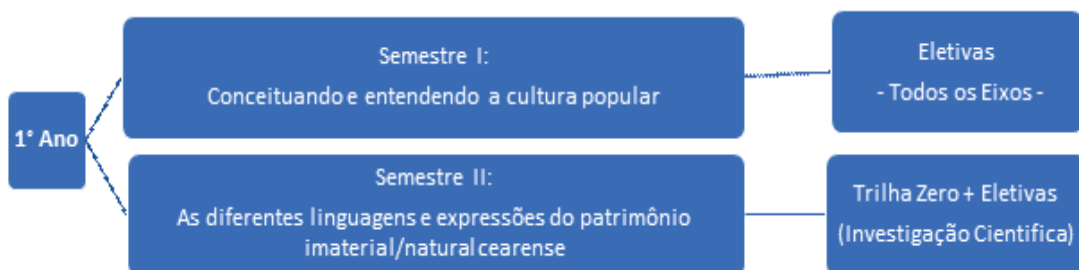 1° Ano
Semestre I:
Conceituando e entendendo a cultura popular
Eletivas
- Todos os Eixos -
Semestre II:
As diferentes linguagens e expressões do patrimônio
imaterial/natural cearense
Trilha Zero + Eletivas
(Investigação Cientifica)